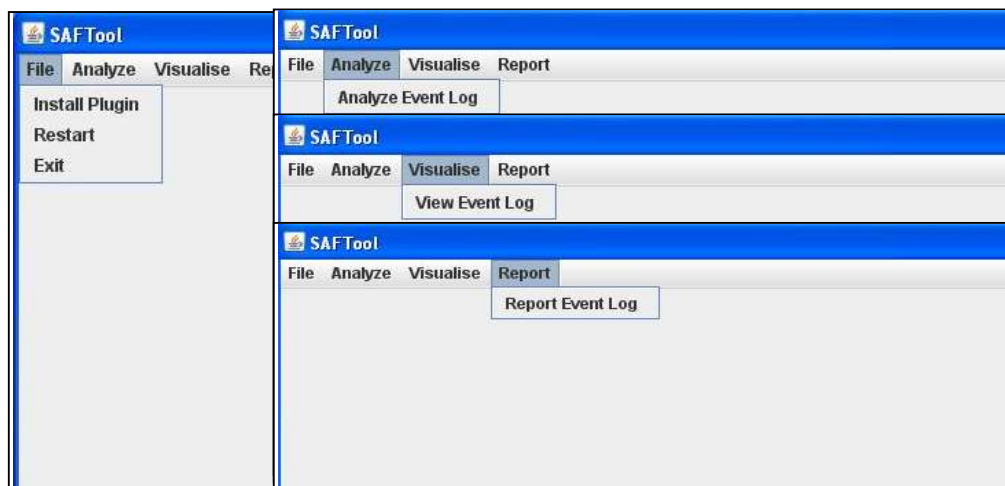 SAFTool
File Analyze Visualise Re
Install Plugin
Restart
Exit
SAFTool
File Analyze Visualise Report
Analyze Event Log
SAFTool
File Analyze Visualise Report
View Event Log
SAFTool
File Analyze Visualise Report
Report Event Log